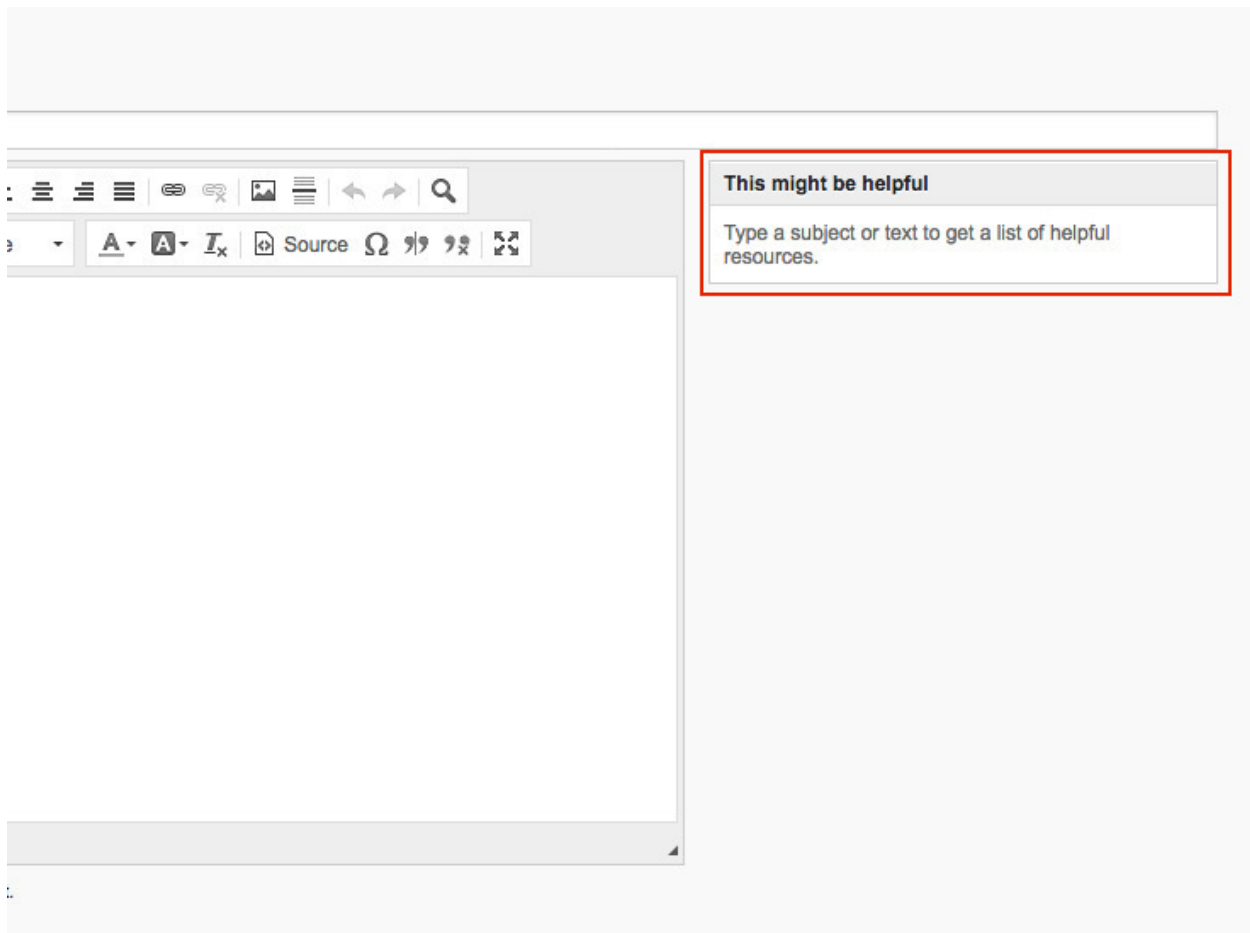 This might be helpful
Source
Type a subject or text to get a list of helpful
resources.